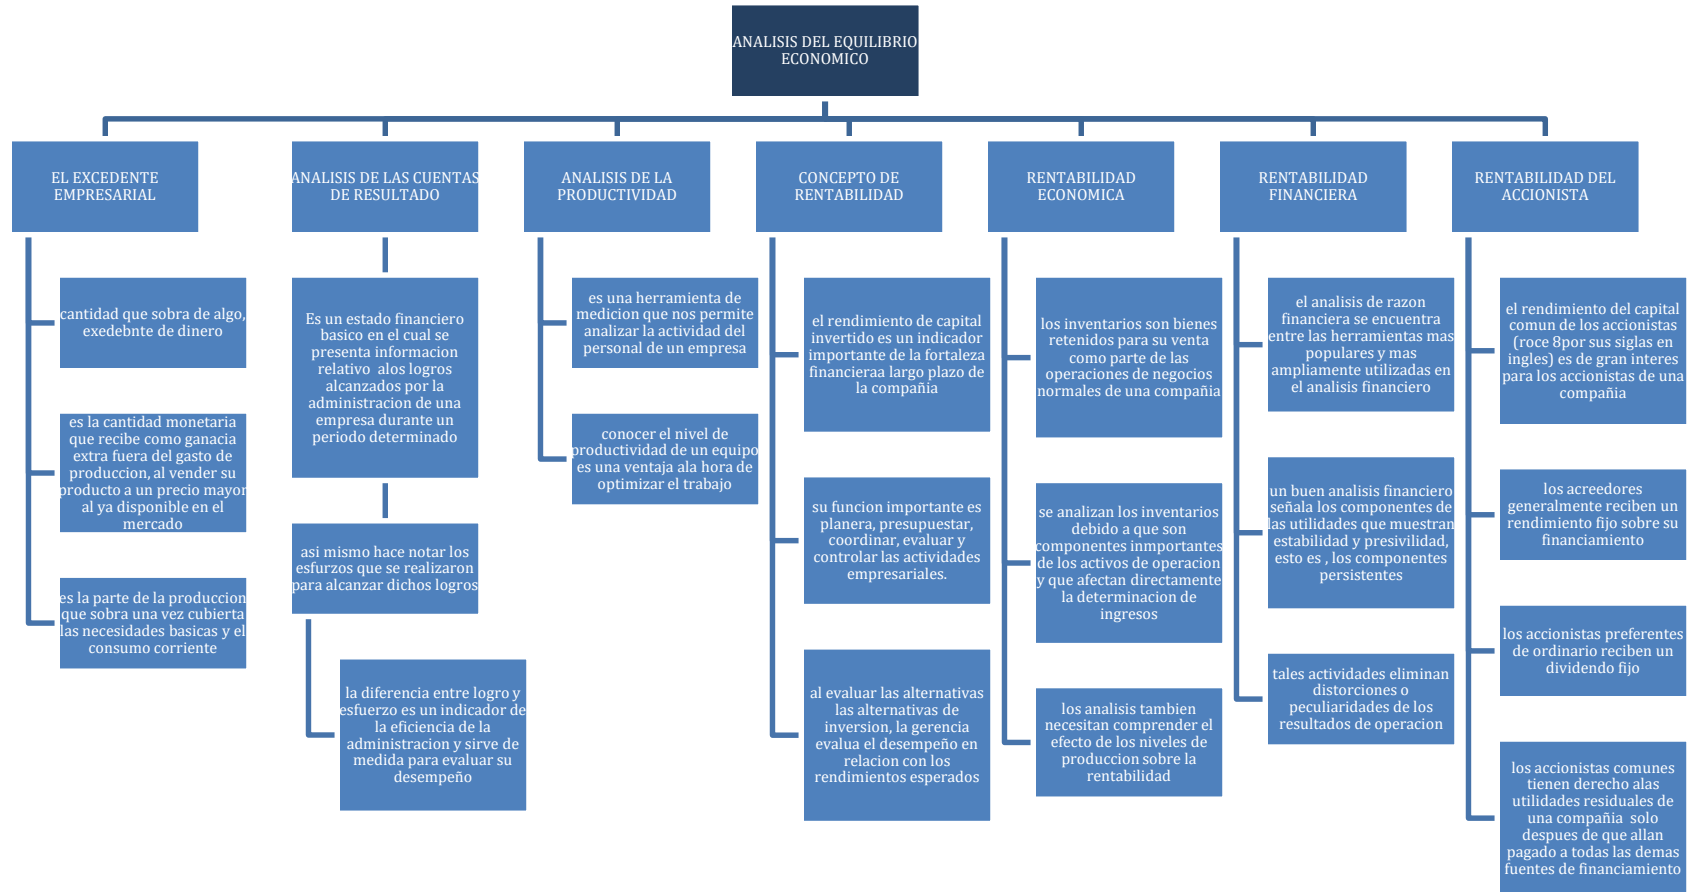 ANALISIS DEL EQUILIBRIO
ECONOMICO
EL EXCEDENTE
EMPRESARIAL
cantidad que sobra de algo,
exedebnte de dinero
es la cantidad monetaria
que recibe como ganacia
extra fuera del gasto de
produccion, al vender su
producto a un precio mayor
al ya disponible en el
mercado
es la parte de la produccion
que sobra una vez cubierta
las necesidades basicas y el
consumo corriente
ANALISIS DE LAS CUENTAS
DE RESULTADO
Es un estado financiero
basico en el cual se
presenta informacion
relativo alos logros
alcanzados por la
administracion de una
empresa durante un
periodo determinado
asi mismo hace notar los
esfurzos que se realizaron
para alcanzar dichos logros
la diferencia entre logro y
esfuerzo es un indicador de
la eficiencia de la
administracion y sirve de
medida para evaluar su
desempeño
ANALISIS DE LA
PRODUCTIVIDAD
es una herramienta de
medicion que nos permite
analizar la actividad del
personal de un empresa
conocer el nivel de
productividad de un equipo
es una ventaja ala hora de
optimizar el trabajo
CONCEPTO DE
RENTABILIDAD
el rendimiento de capital
invertido es un indicador
importante de la fortaleza
financieraa largo plazo de
la compañia
su funcion importante es
planera, presupuestar,
coordinar, evaluar y
controlar las actividades
empresariales.
al evaluar las alternativas
las alternativas de
inversion, la gerencia
evalua el desempeño en
relacion con los
rendimientos esperados
RENTABILIDAD
ECONOMICA
los inventarios son bienes
retenidos para su venta
como parte de las
operaciones de negocios
normales de una compañia
se analizan los inventarios
debido a que son
componentes inmportantes
de los activos de operacion
y que afectan directamente
la determinacion de
ingresos
los analisis tambien
necesitan comprender el
efecto de los niveles de
produccion sobre la
rentabilidad
RENTABILIDAD
FINANCIERA
el analisis de razon
financiera se encuentra
entre las herramientas mas
populares y mas
ampliamente utilizadas en
el analisis financiero
un buen analisis financiero
señala los componentes de
las utilidades que muestran
estabilidad y presivilidad,
esto es , los componentes
persistentes
tales actividades eliminan
distorciones o
peculiaridades de los
resultados de operacion
RENTABILIDAD DEL
ACCIONISTA
el rendimiento del capital
comun de los accionistas
(roce 8por sus siglas en
ingles) es de gran interes
para los accionistas de una
compañia
los acreedores
generalmente reciben un
rendimiento fijo sobre su
financiamiento
los accionistas preferentes
de ordinario reciben un
dividendo fijo
los accionistas comunes
tienen derecho alas
utilidades residuales de
una compañia solo
despues de que allan
pagado a todas las demas
fuentes de financiamiento